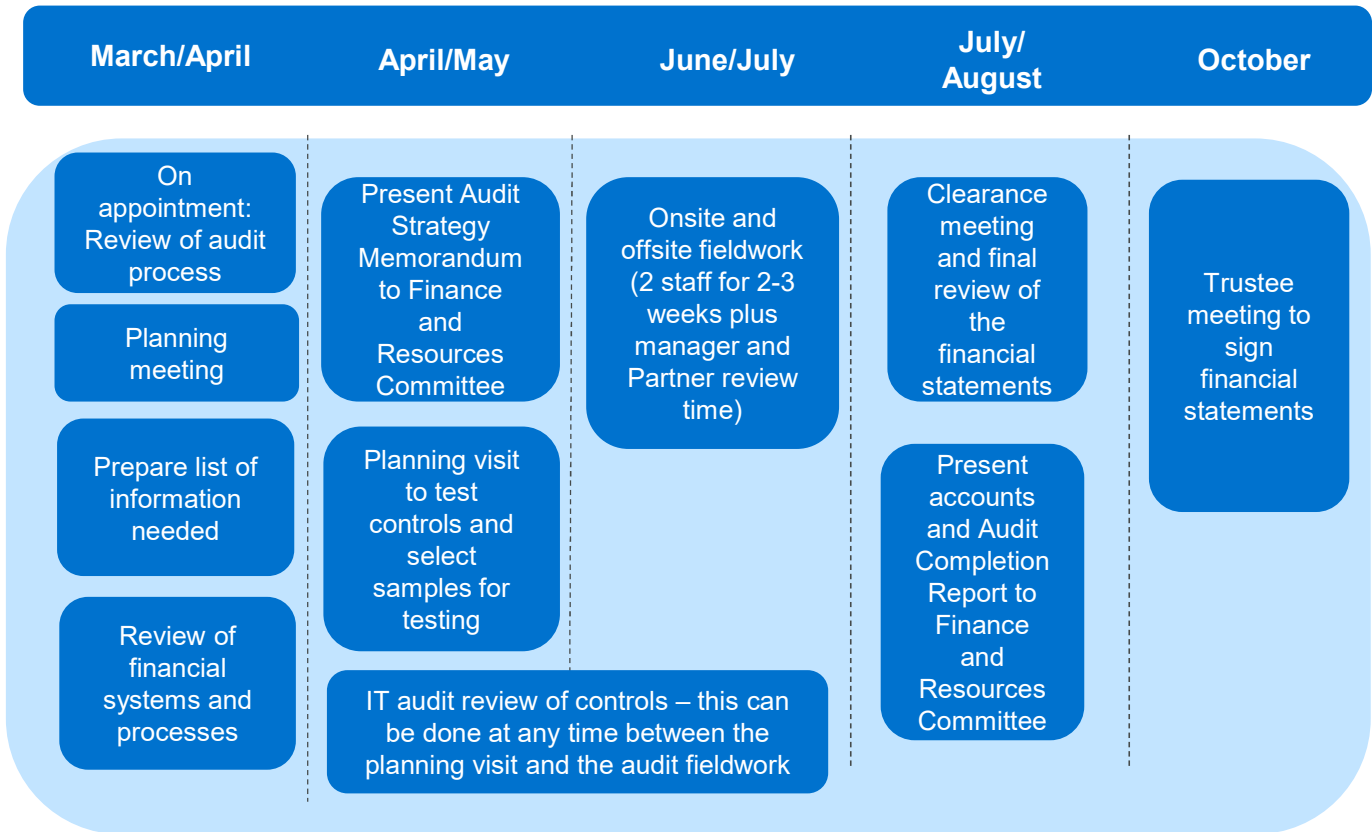 March/April
April/May
June/July
July/
August
October
On
appointment:
Review of audit
process
Planning
meeting
Prepare list of
information
needed
Review of
financial
systems and
processes
Present Audit
Strategy
Memorandum
to Finance
and
Resources
Committee
Planning visit
to test
controls and
select
samples for
testing
IT audit review of controls – this can
be done at any time between the
planning visit and the audit fieldwork
Onsite and
offsite fieldwork
(2 staff for 2-3
weeks plus
manager and
Partner review
time)
Clearance
meeting
and final
review of
the
financial
statements
Present
accounts
and Audit
Completion
Report to
Finance
and
Resources
Committee
Trustee
meeting to
sign
financial
statements